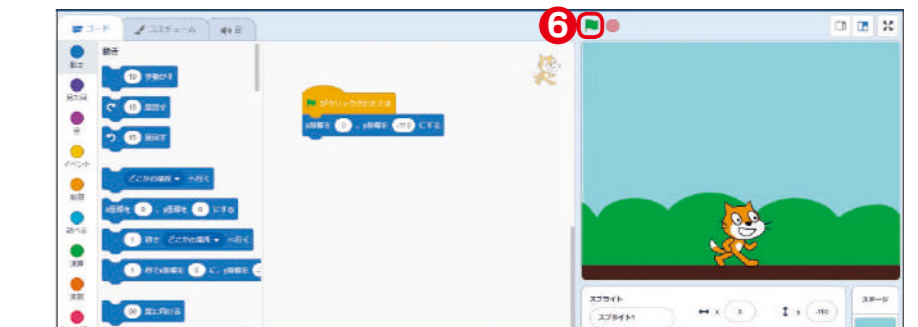 コード
コスチューム
音
動き
動き
10 歩動かす
見た目
15 度回す
音
15 度回す
イベント
どこかの場所 へ行く
制御
x座標を 0 、y座標を 0 にする
調べる
1 秒で どこかの場所 へ行く
演算
1 秒でx座標を 0 に、y座標を
変数
90 度に向ける
がクリックされたとき
x座標を 0 、y座標を -110 にする
6
スプライト
スプライト1
x
y -110
ステージ